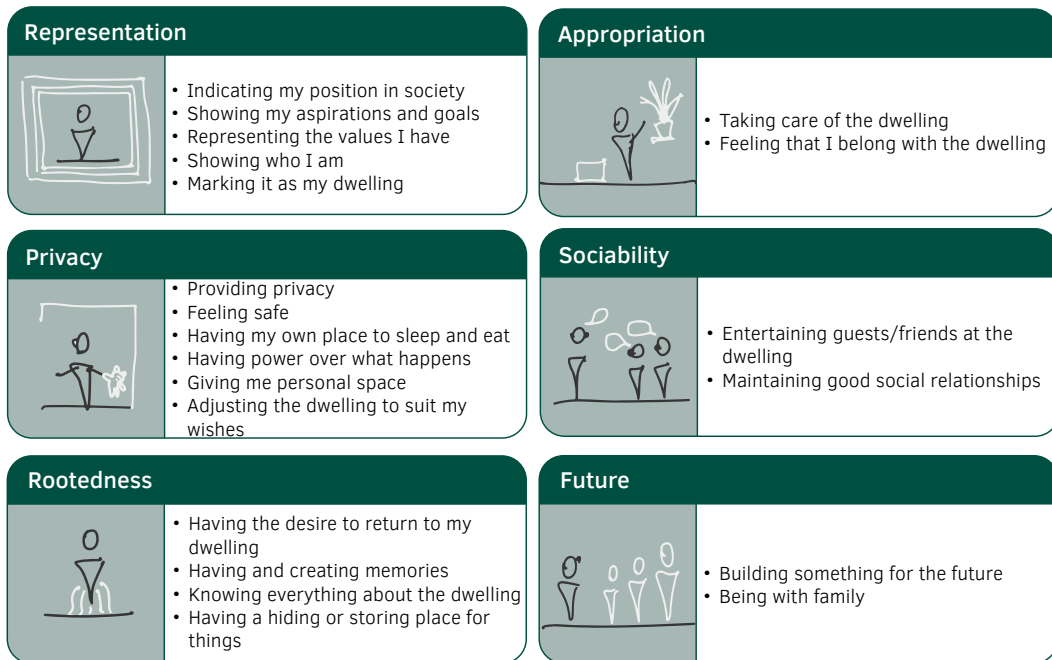 Representation
• Indicating my position in society
• Showing my aspirations and goals
• Representing the values I have
• Showing who I am
• Marking it as my dwelling
Appropriation
• Taking care of the dwelling
• Feeling that I belong with the dwelling
Privacy
• Providing privacy
• Feeling safe
• Having my own place to sleep and eat
• Having power over what happens
• Giving me personal space
• Adjusting the dwelling to suit my
wishes
Sociability
• Entertaining guests/friends at the
dwelling
• Maintaining good social relationships
Rootedness
• Having the desire to return to my
dwelling
• Having and creating memories
• Knowing everything about the dwelling
• Having a hiding or storing place for
things
Future
• Building something for the future
• Being with family